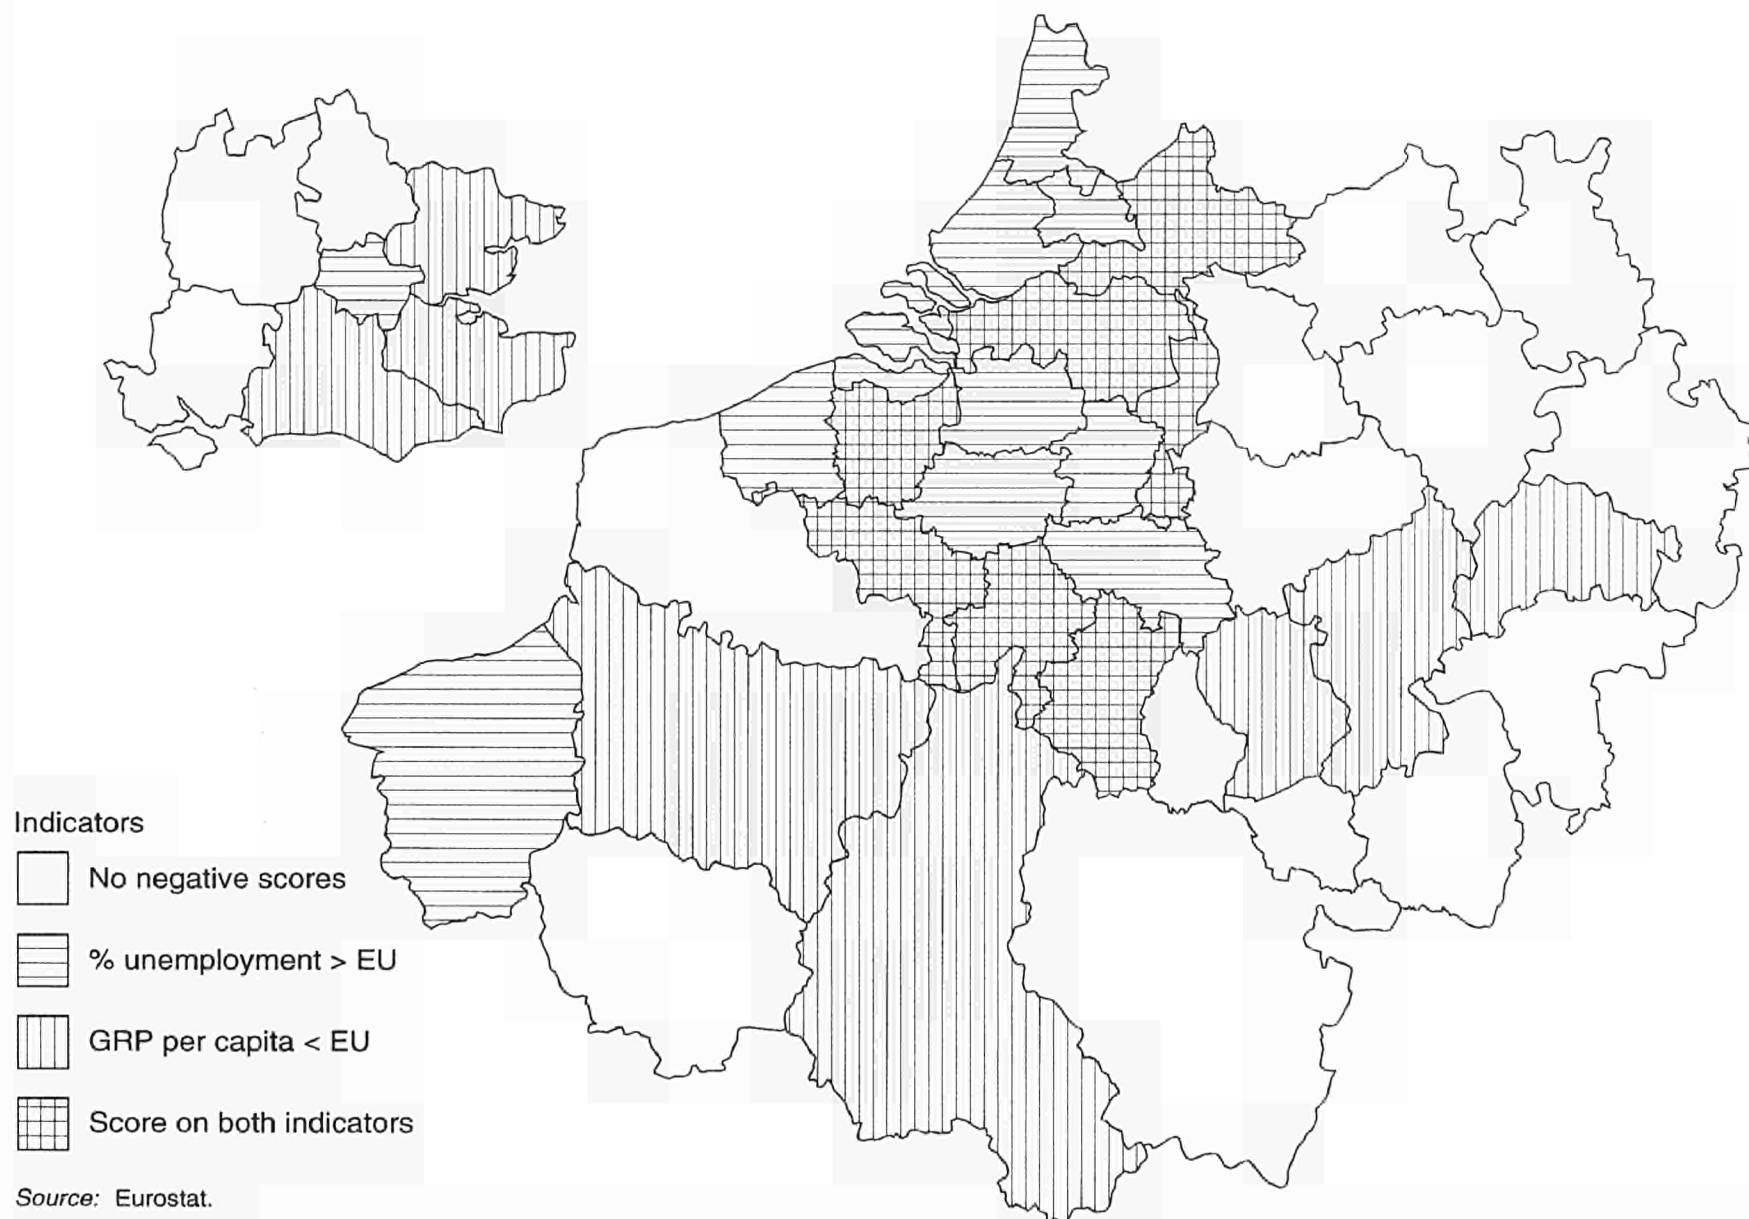 Indicators
No negative scores
% unemployment > EU
GRP per capita < EU
Score on both indicators
Source: Eurostat.